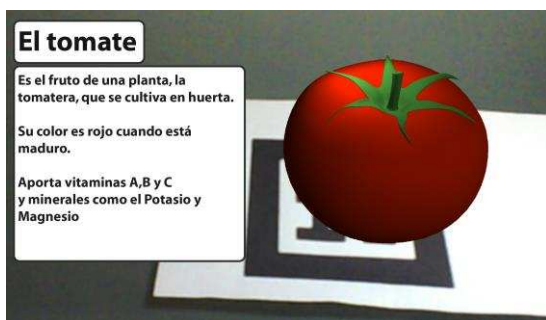 El tomate
Es el fruto de una planta, la
tomatera, que se cultiva en huerta.
Su color es rojo cuando está
maduro.
Aporta vitaminas A,B y C
y minerales como el Potasio y
Magnesio